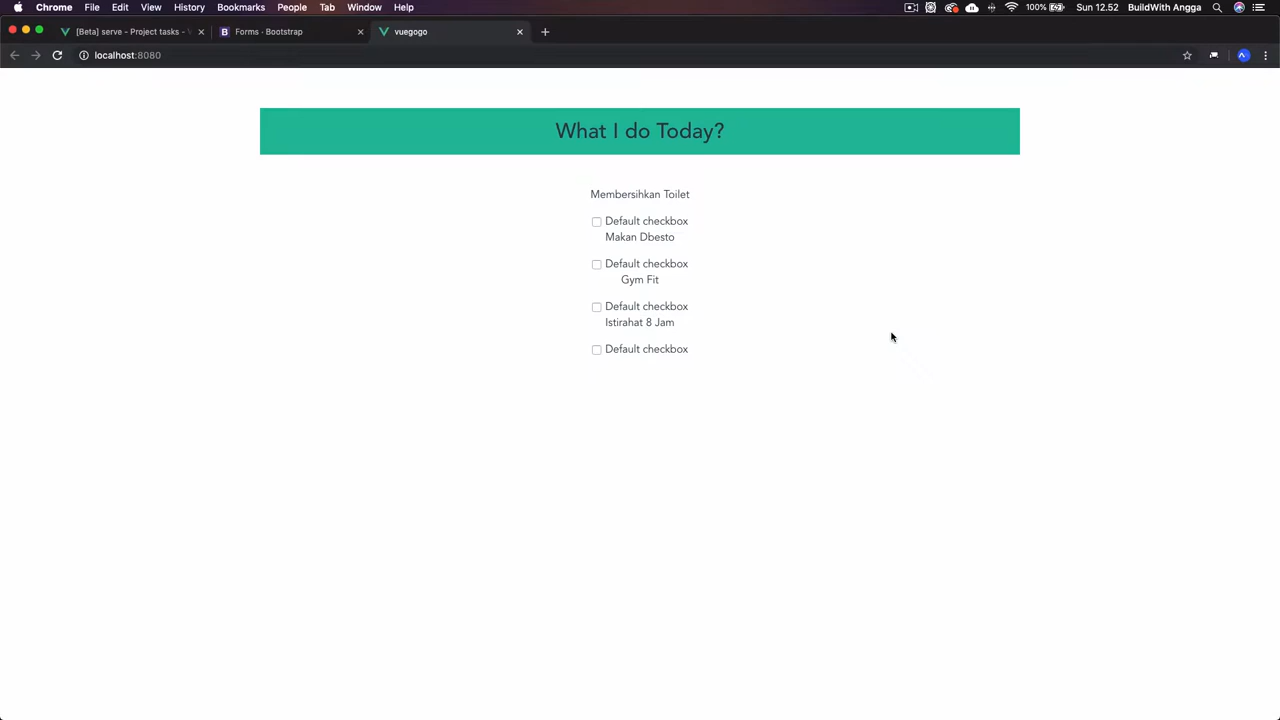 Chrome File Edit View History Bookmarks People Tab Window Help 100% Sun 12.52 BuildWith Angga
[Beta] serve - Project tasks - Forms · Bootstrap vuegogo
localhost:8080
What I do Today?
Membersihkan Toilet
Default checkbox
Makan Dbesto
Default checkbox
Gym Fit
Default checkbox
Istirahat 8 Jam
Default checkbox